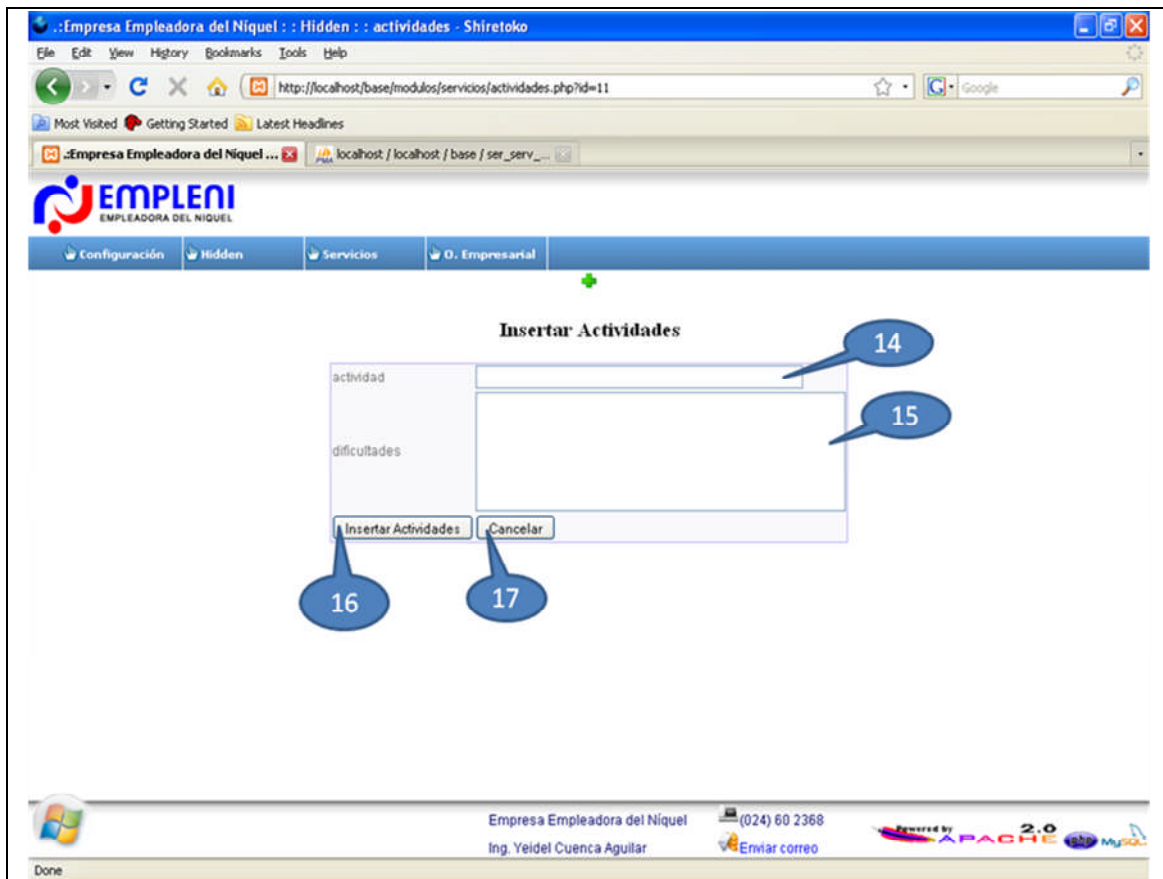 .:Empresa Empleadora del Níquel : : Hidden : : actividades - Shiretoko
File Edit View History Bookmarks Tools Help
http://localhost/base/modulos/servicios/actividades.php?id=11
Google
Most Visited Getting Started Latest Headlines
.:Empresa Empleadora del Níquel ... localhost / localhost / base / ser_serv_...
EMPLENI
EMPLEADORA DEL NIQUEL
Configuración Hidden Servicios O. Empresarial
Insertar Actividades
14
actividad
15
dificultades
Insertar Actividades Cancelar
16 17
Empresa Empleadora del Níquel (024) 60 2368
Ing. Yeidel Cuenca Aguilar Enviar correo
Powered by APACHE 2.0 php MySQL
Done